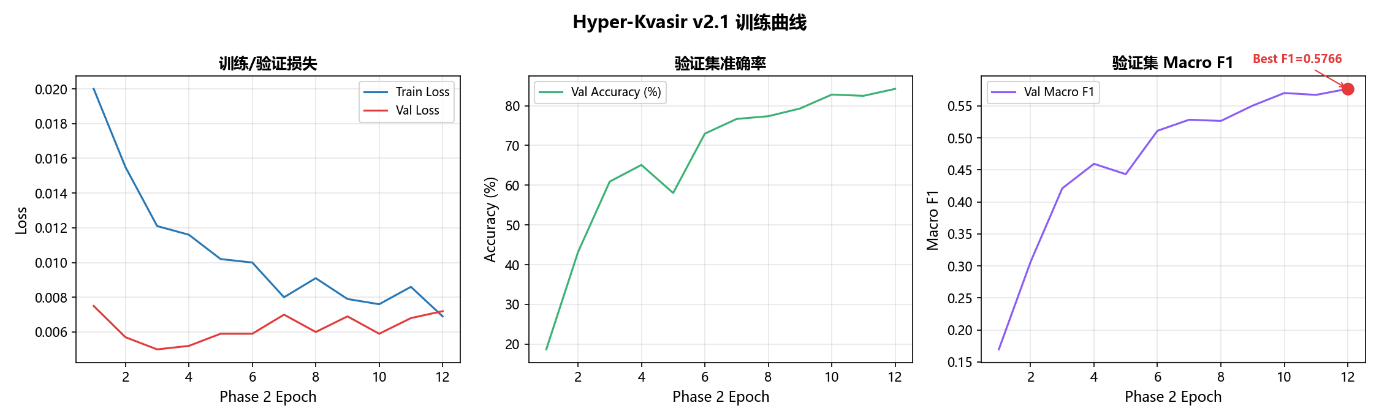 Hyper-Kvasir v2.1 训练曲线
训练/验证损失
Train Loss
Val Loss
0.020
0.018
0.016
0.014
0.012
0.010
0.008
0.006
Loss
2 4 6 8 10 12
Phase 2 Epoch
验证集准确率
Val Accuracy (%)
80
70
60
50
40
30
20
Accuracy (%)
2 4 6 8 10 12
Phase 2 Epoch
验证集 Macro F1
Best F1=0.5766
Val Macro F1
0.55
0.50
0.45
0.40
0.35
0.30
0.25
0.20
0.15
Macro F1
2 4 6 8 10 12
Phase 2 Epoch